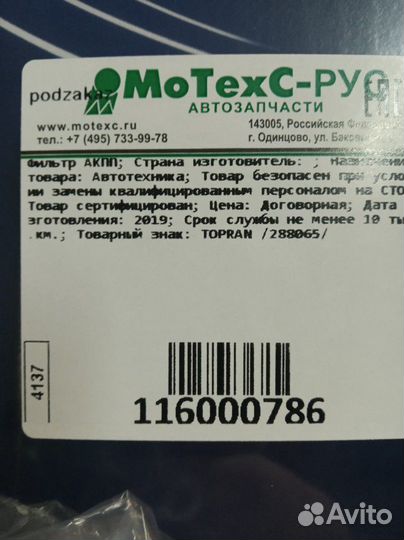 podzakaz
МоТехС-РУС
АВТОЗАПЧАСТИ
www.motexc.ru
тел.: +7 (495) 733-99-78
143005, Российская
г. Одинцово, ул.
Фильтр АКПП; Страна изготовитель: ;
товара: Автотехника; Товар безопасен при
ии замены квалифицированным персоналом на СТО
Товар сертифицирован; Цена: Договорная; Дата
зготовления: 2019; Срок службы не менее 10
.км.; Товарный знак: TOPRAN /288065/
4137
116000786
Avito